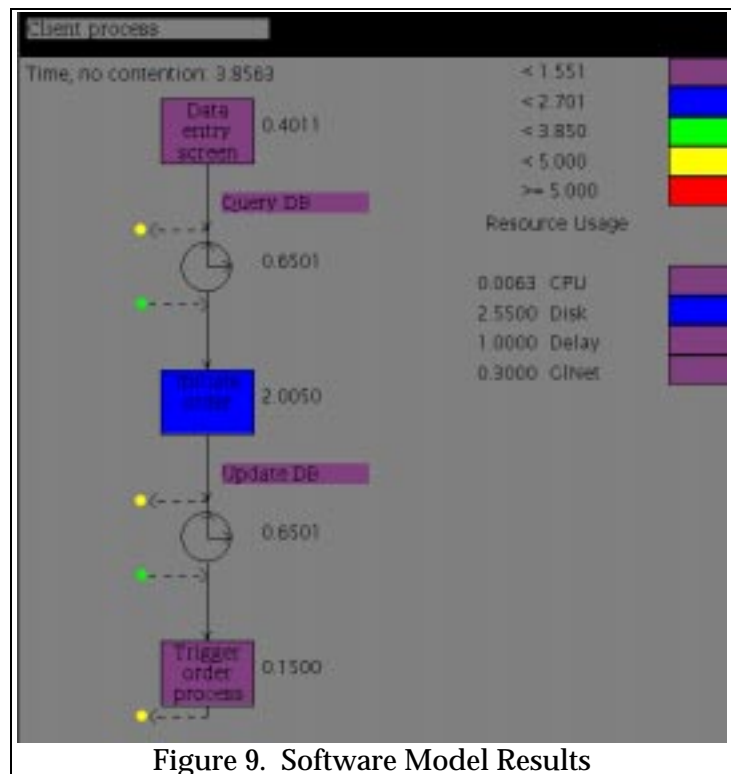 Client process
Time, no contention: 3.8563
Data
entry
screen
0.4011
Query DB
0.6501
order
2.0050
Update DB
0.6501
Trigger
order
process
0.1500
< 1.551
< 2.701
< 3.850
< 5.000
>= 5.000
Resource Usage
0.0063 CPU
2.5500 Disk
1.0000 Delay
0.3000 GlNet
Figure 9. Software Model Results